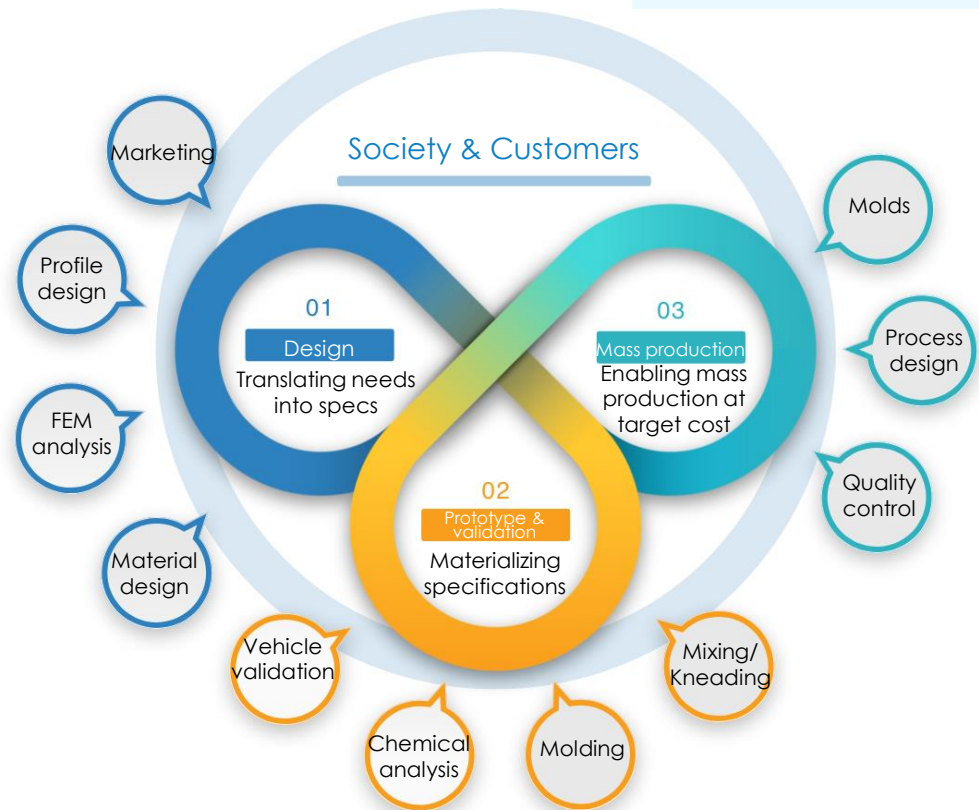 Society & Customers
Marketing
Profile
design
FEM
analysis
Material
design
01
Design
Translating needs
into specs
02
Prototype &
validation
Materializing
specifications
03
Mass production
Enabling mass
production at
target cost
Vehicle
validation
Chemical
analysis
Molding
Mixing/
Kneading
Molds
Process
design
Quality
control